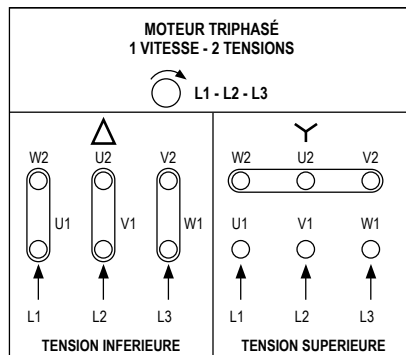 MOTEUR TRIPHASÉ
1 VITESSE - 2 TENSIONS
L1 - L2 - L3
W2 U2 V2
U1 V1 W1
L1 L2 L3
TENSION INFERIEURE
W2 U2 V2
U1 V1 W1
L1 L2 L3
TENSION SUPERIEURE